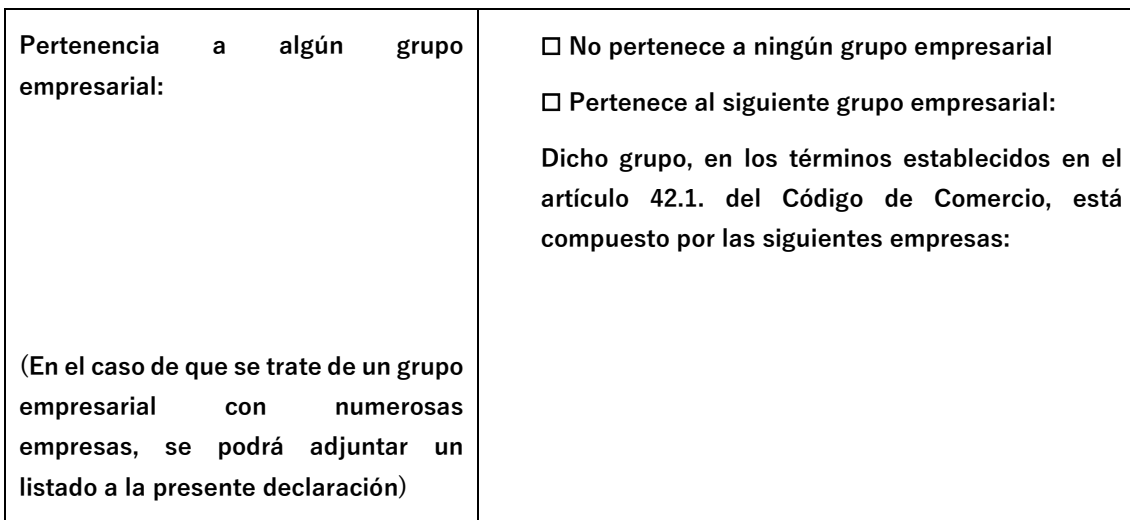 Pertenencia a algún grupo
empresarial:
(En el caso de que se trate de un grupo
empresarial con numerosas
empresas, se podrá adjuntar un
listado a la presente declaración)
☐ No pertenece a ningún grupo empresarial
☐ Pertenece al siguiente grupo empresarial:
Dicho grupo, en los términos establecidos en el
artículo 42.1. del Código de Comercio, está
compuesto por las siguientes empresas: